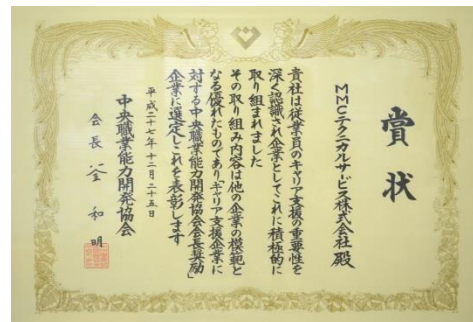 賞状
MMCテクニカルサービス株式会社 殿
貴社は従業員のキャリア支援の重要性を
深く認識され企業としてこれに積極的に
取り組まれました
その取り組み内容は他の企業の模範と
なる優れたものでありキャリア支援企業に
対する中央職業能力開発協会会長奨励」
企業に選定しこれを表彰します
平成二十七年十二月二十五日
中央職業能力開発協会
会長 釡 和明